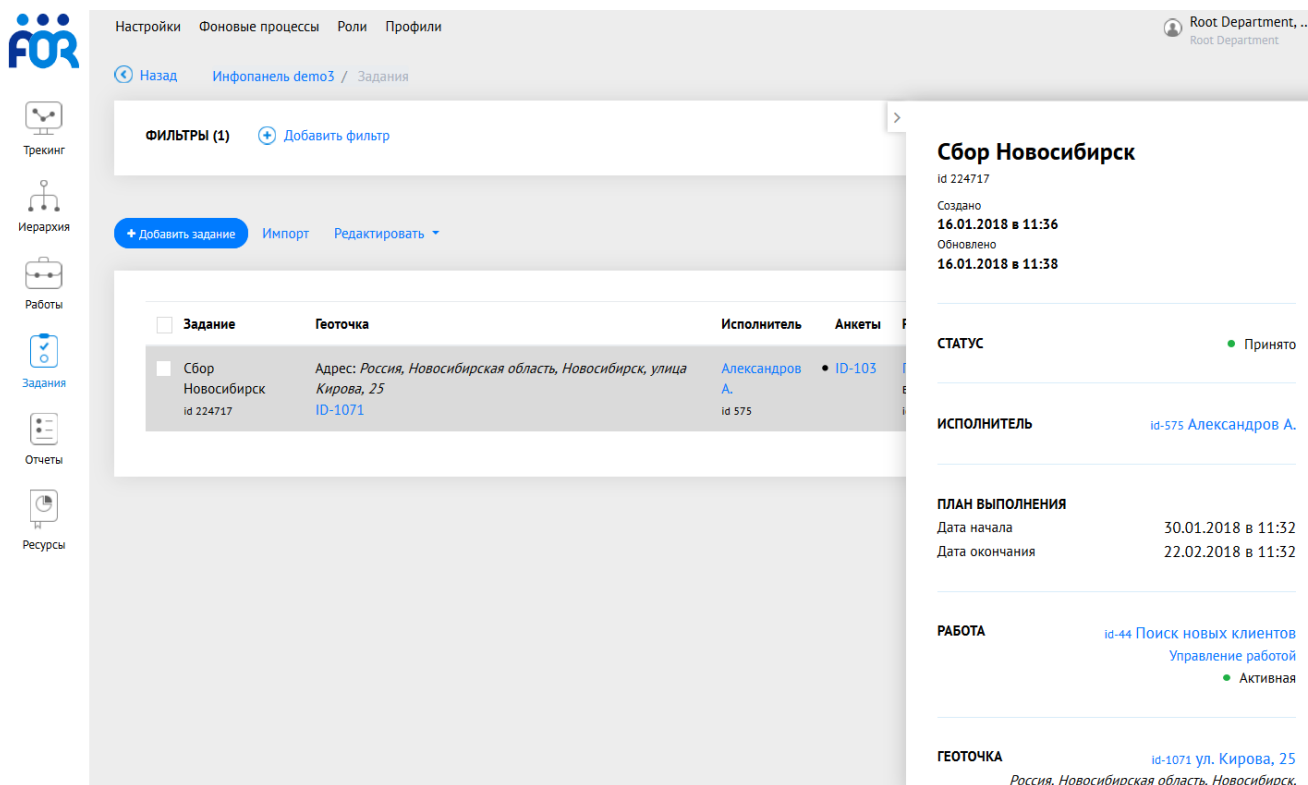 FOR
Настройки Фоновые процессы Роли Профили
Root Department, ...
Root Department
Назад Инфопанель demo3 / Задания
Трекинг
Иерархия
Работы
Задания
Отчеты
Ресурсы
ФИЛЬТРЫ (1) Добавить фильтр
+ Добавить задание Импорт Редактировать
Задание Геоточка Исполнитель Анкеты
Сбор Адрес: Россия, Новосибирская область, Новосибирск, улица Александров • ID-103
Новосибирск Кирова, 25 А.
id 224717 ID-1071 id 575
Сбор Новосибирск
id 224717
Создано
16.01.2018 в 11:36
Обновлено
16.01.2018 в 11:38
СТАТУС • Принято
ИСПОЛНИТЕЛЬ id-575 Александров А.
ПЛАН ВЫПОЛНЕНИЯ
Дата начала 30.01.2018 в 11:32
Дата окончания 22.02.2018 в 11:32
РАБОТА id-44 Поиск новых клиентов
Управление работой
• Активная
ГЕОТОЧКА id-1071 ул. Кирова, 25
Россия, Новосибирская область, Новосибирск,